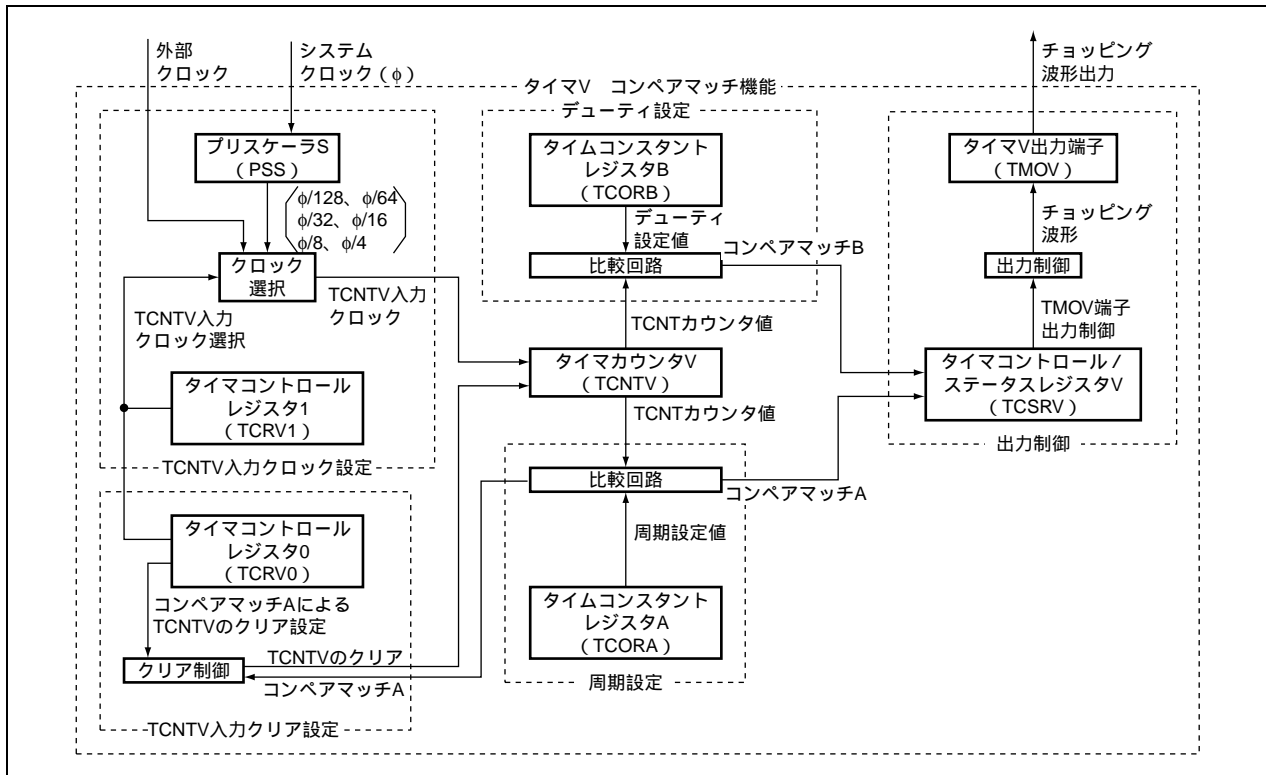 外部
クロック
システム
クロック(φ)
チョッピング
波形出力
タイマV　コンペアマッチ機能
デューティ設定
プリスケーラS
(PSS)
φ/128、φ/64
φ/32、φ/16
φ/8、φ/4
クロック
選択
TCNTV入力
クロック
TCNTV入力
クロック選択
タイマコントロール
レジスタ1
(TCRV1)
TCNTV入力クロック設定
タイムコンスタント
レジスタB
(TCORB)
デューティ
設定値
比較回路
コンペアマッチB
TCNTカウンタ値
タイマカウンタV
(TCNTV)
TCNTカウンタ値
タイマV出力端子
(TMOV)
チョッピング
波形
出力制御
TMOV端子
出力制御
タイマコントロール/
ステータスレジスタV
(TCSRV)
出力制御
タイマコントロール
レジスタ0
(TCRV0)
コンペアマッチAによる
TCNTVのクリア設定
クリア制御
TCNTVのクリア
コンペアマッチA
TCNTV入力クリア設定
比較回路
コンペアマッチA
周期設定値
タイムコンスタント
レジスタA
(TCORA)
周期設定